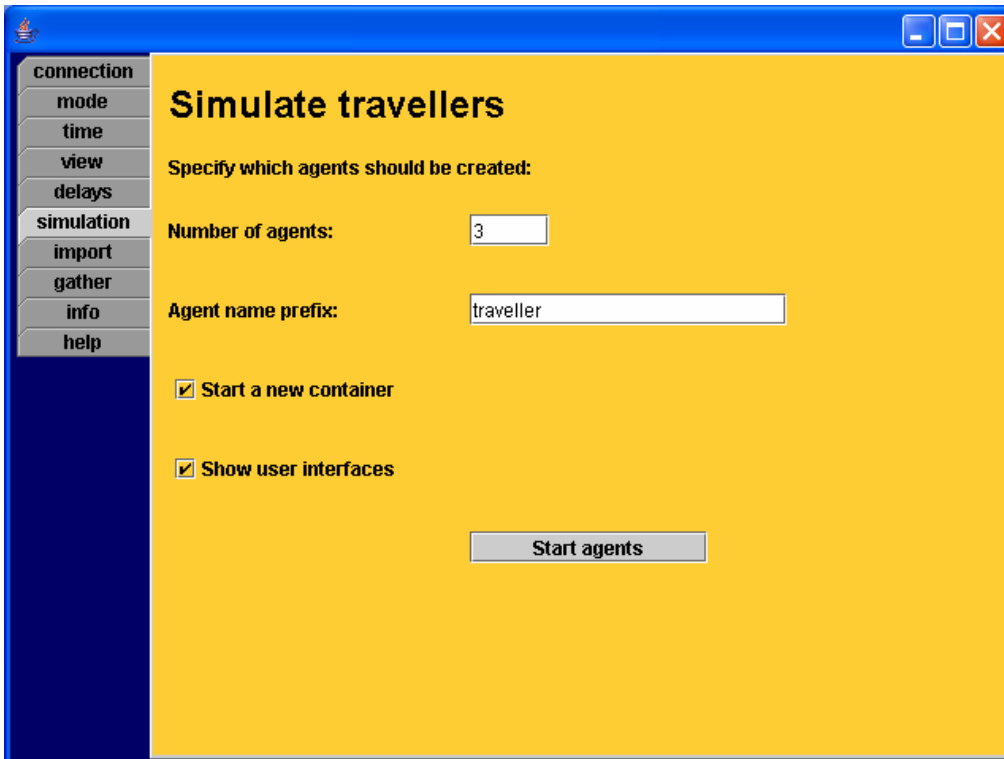 connection
mode
time
view
delays
simulation
import
gather
info
help
Simulate travellers
Specify which agents should be created:
Number of agents: 3
Agent name prefix: traveller
Start a new container
Show user interfaces
Start agents